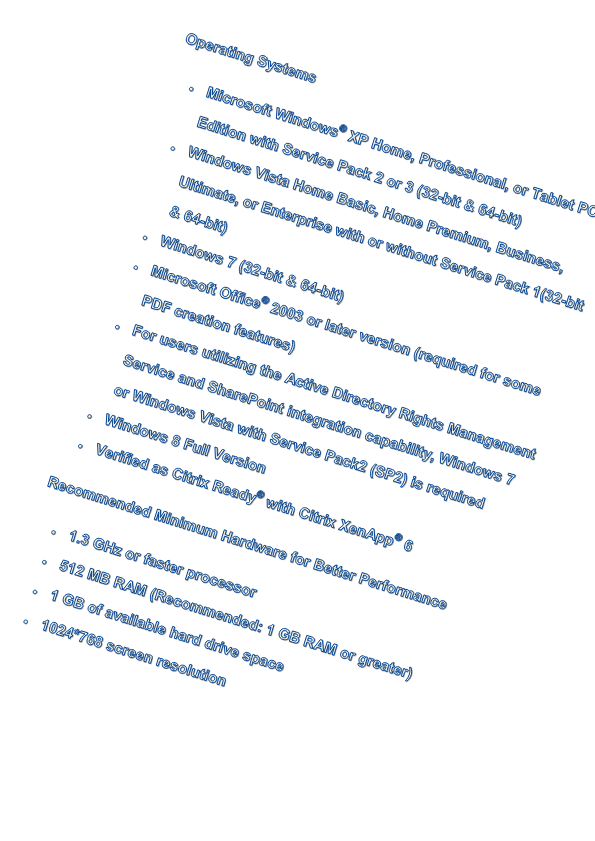 Operating Systems
• Microsoft Windows® XP Home, Professional, or Tablet PC
Edition with Service Pack 2 or 3 (32-bit & 64-bit)
• Windows Vista Home Basic, Home Premium, Business,
Ultimate, or Enterprise with or without Service Pack 1(32-bit
& 64-bit)
• Windows 7 (32-bit & 64-bit)
• Microsoft Office® 2003 or later version (required for some
PDF creation features)
• For users utilizing the Active Directory Rights Management
Service and SharePoint integration capability, Windows 7
or Windows Vista with Service Pack2 (SP2) is required
• Windows 8 Full Version
• Verified as Citrix Ready® with Citrix XenApp® 6
Recommended Minimum Hardware for Better Performance
• 1.3 GHz or faster processor
• 512 MB RAM (Recommended: 1 GB RAM or greater)
• 1 GB of available hard drive space
• 1024*768 screen resolution